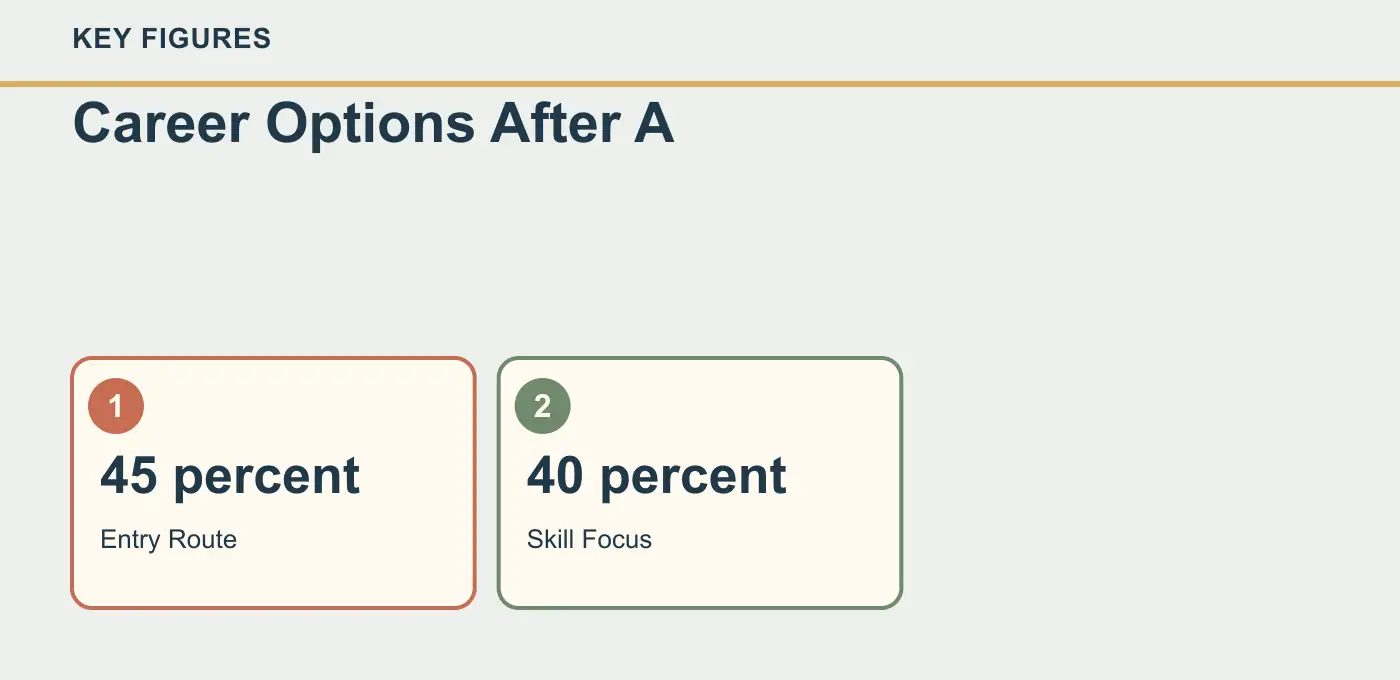 KEY FIGURES
Career Options After A
1
45 percent
Entry Route
2
40 percent
Skill Focus